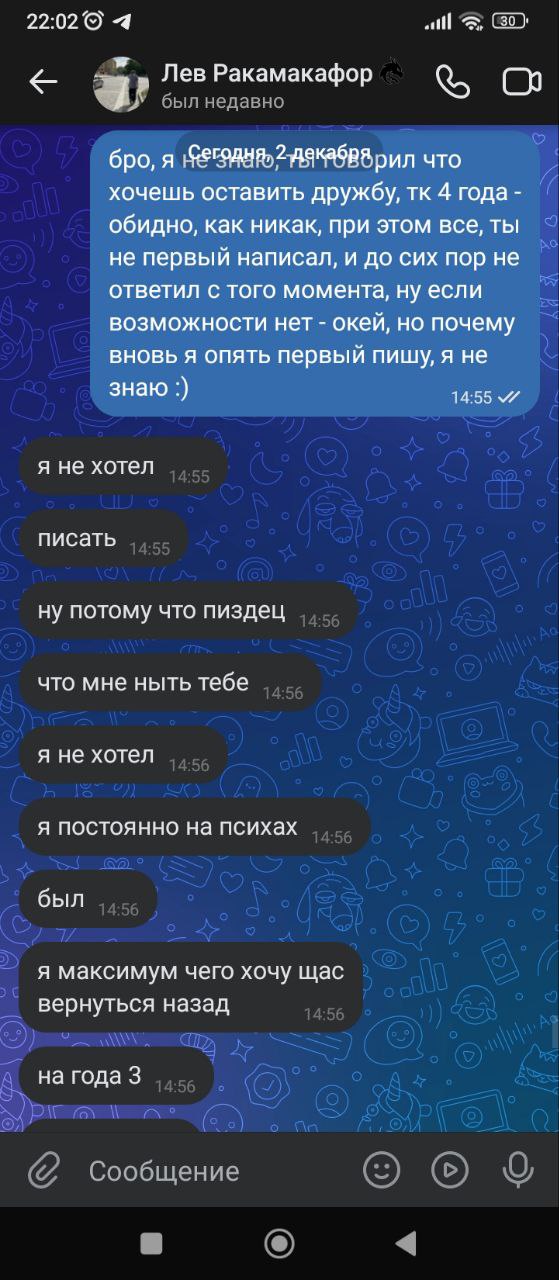 22:02
30
Лев Ракамакафор
был недавно
Сегодня, 2 декабря
бро, я не знаю, ты говорил что
хочешь оставить дружбу, тк 4 года -
обидно, как никак, при этом все, ты
не первый написал, и до сих пор не
ответил с того момента, ну если
возможности нет - окей, но почему
вновь я опять первый пишу, я не
знаю :)
14:55
я не хотел 14:55
писать 14:55
ну потому что пиздец 14:56
что мне ныть тебе 14:56
я не хотел 14:56
я постоянно на психах 14:56
был 14:56
я максимум чего хочу щас
вернуться назад 14:56
на года 3 14:56
Сообщение